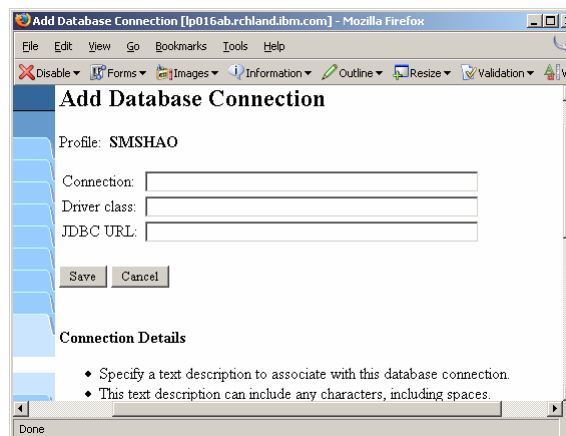 Add Database Connection [lp016ab.rchland.ibm.com] - Mozilla Firefox
File Edit View Go Bookmarks Tools Help
Disable Forms Images Information Outline Resize Validation
Add Database Connection
Profile: SMSHAO
Connection:
Driver class:
JDBC URL:
Save Cancel
Connection Details
• Specify a text description to associate with this database connection.
• This text description can include any characters, including spaces.
Done